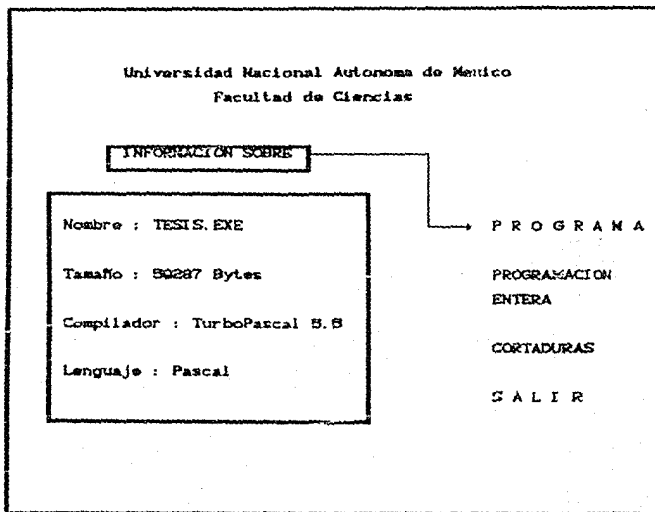 Universidad Nacional Autonoma de Mexico
Facultad de Ciencias
INFORMACION SOBRE
Nombre : TESIS.EXE
Tamaño : 50287 Bytes
Compilador : TurboPascal 5.5
Lenguaje : Pascal
P R O G R A M A
PROGRAMACION
ENTERA
CORTADURAS
S A L I R